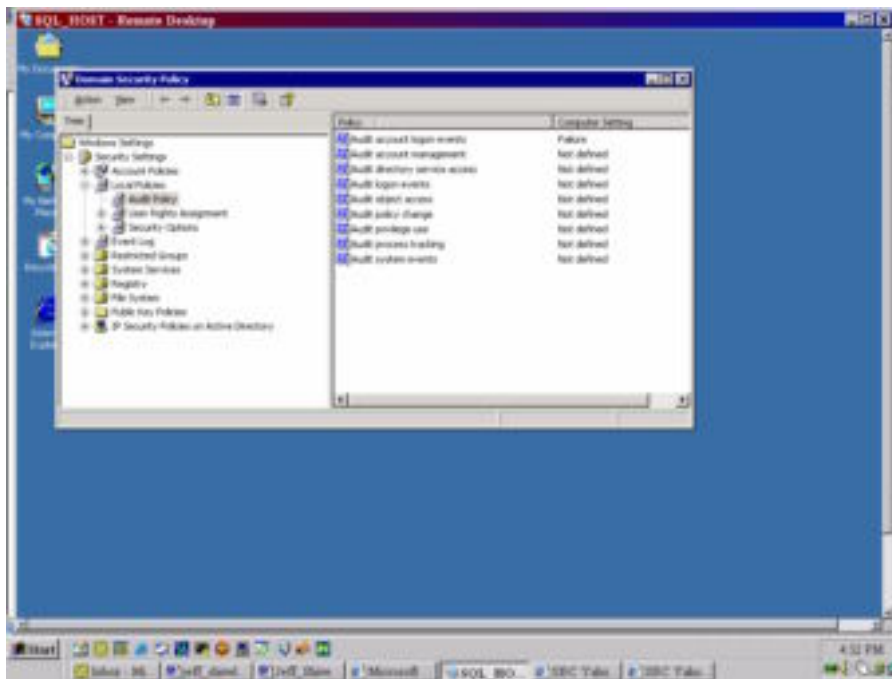 SQL_HOST - Remote Desktop
Domain Security Policy
Action View
Tree
Policy Computer Setting
Windows Settings
Security Settings
Account Policies
Local Policies
Audit Policy
User Rights Assignment
Security Options
Event Log
Restricted Groups
System Services
Registry
File System
Public Key Policies
IP Security Policies on Active Directory
Audit account logon events Failure
Audit account management Not defined
Audit directory service access Not defined
Audit logon events Not defined
Audit object access Not defined
Audit policy change Not defined
Audit privilege use Not defined
Audit process tracking Not defined
Audit system events Not defined
Start
4:32 PM
Inbox
Microsoft